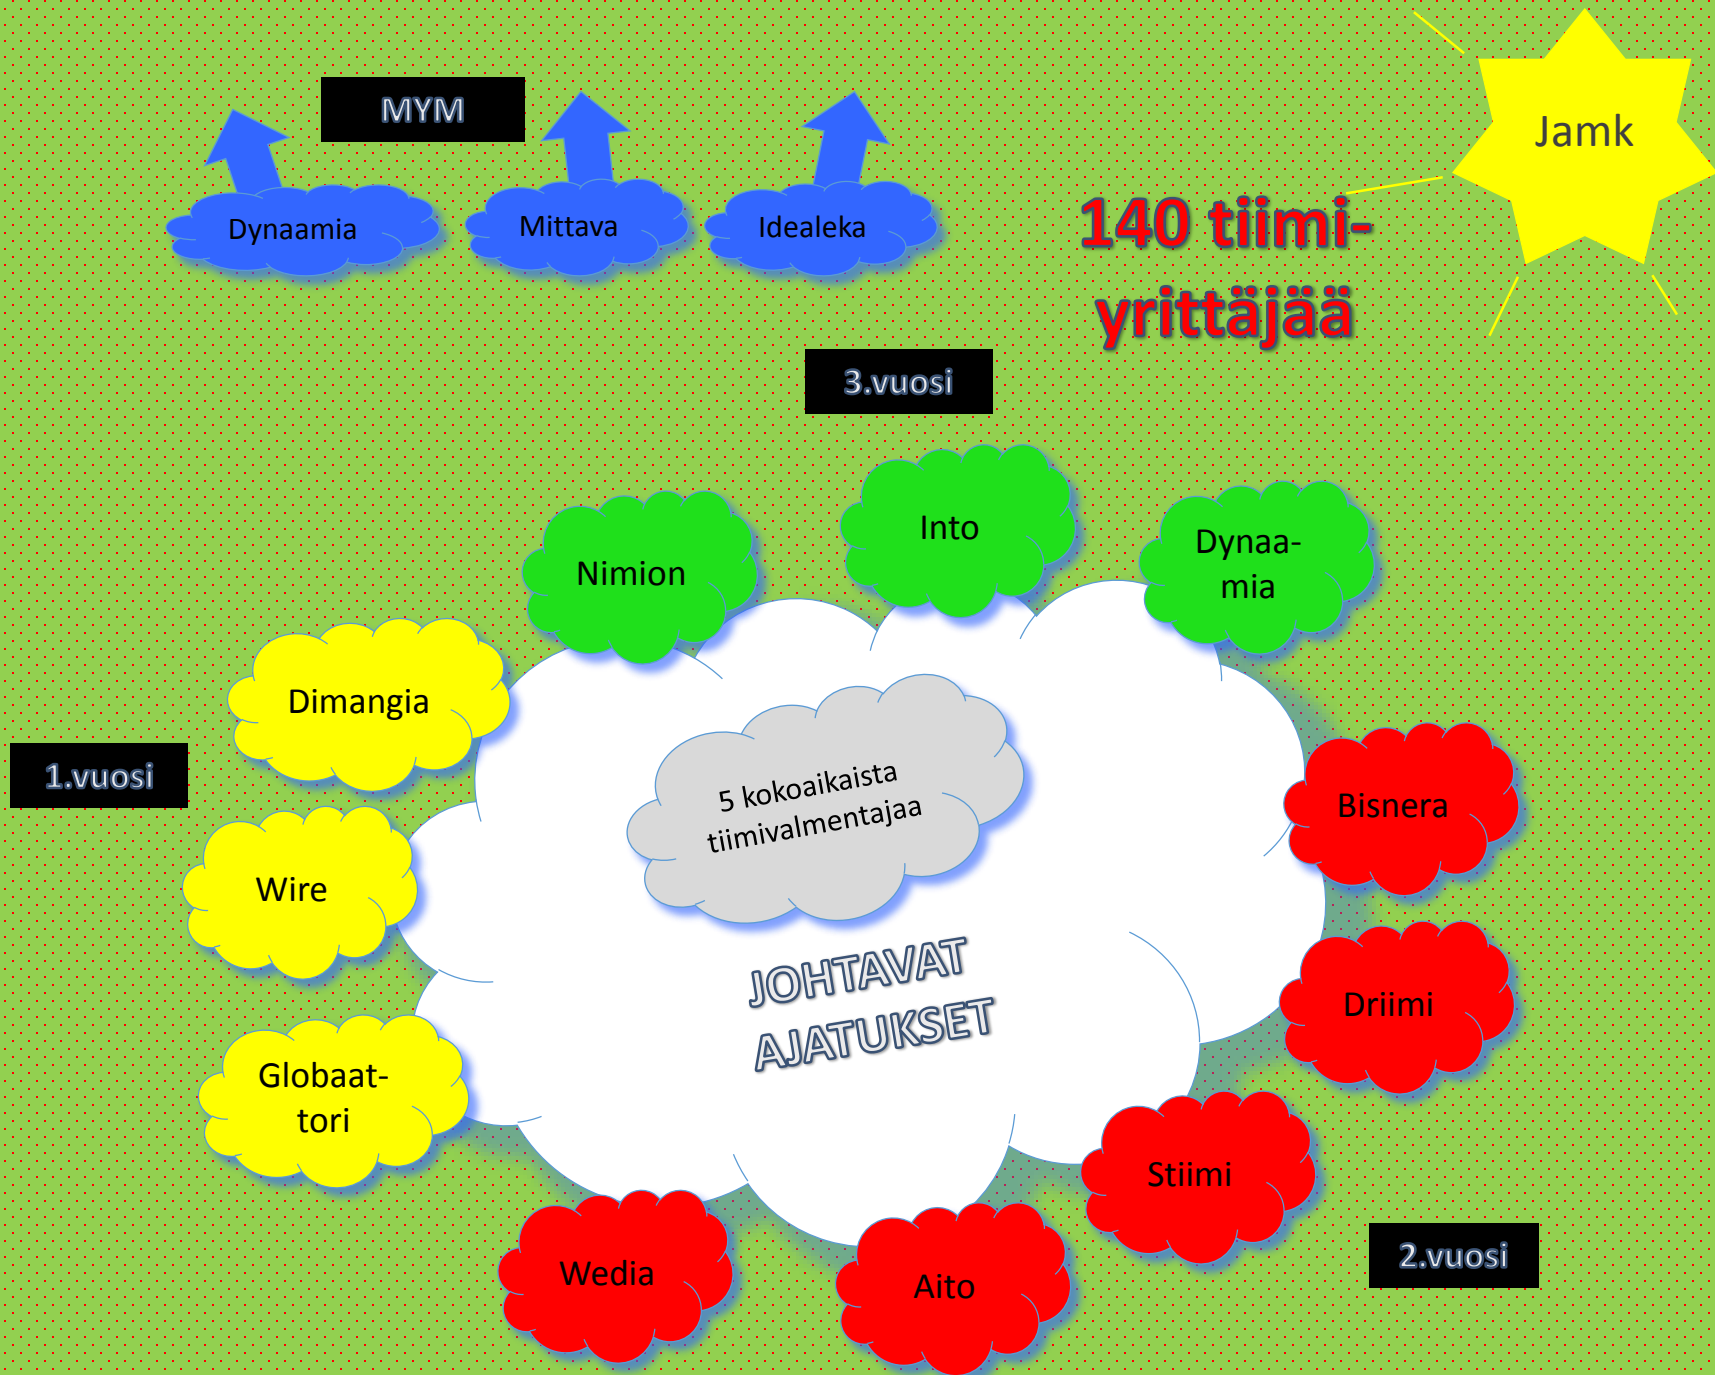 MYM
Jamk
Dynaamia
Mittava
Idealeka
140 tiimi-
yrittäjää
3.vuosi
Nimion
Into
Dynaa-
mia
Dimangia
1.vuosi
5 kokoaikaista
tiimivalmentajaa
Bisnera
Wire
JOHTAVAT
AJATUKSET
Driimi
Globaat-
tori
Stiimi
2.vuosi
Wedia
Aito